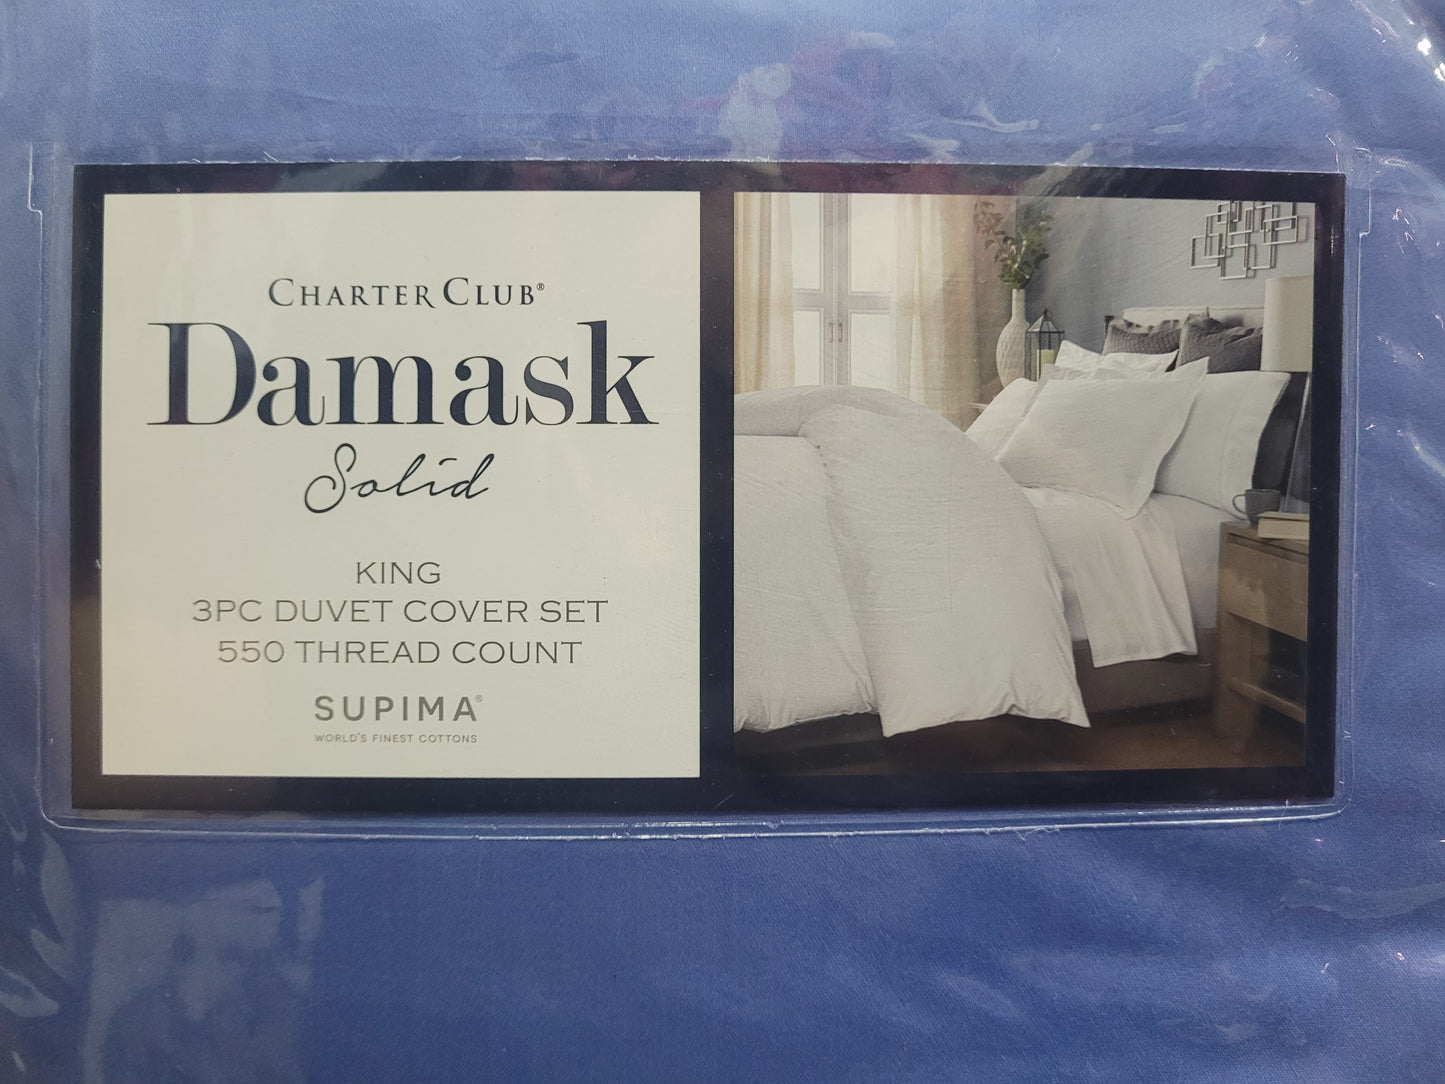 CHARTER CLUB®
Damask
Solid
KING
3PC DUVET COVER SET
550 THREAD COUNT
SUPIMA®
WORLD'S FINEST COTTONS